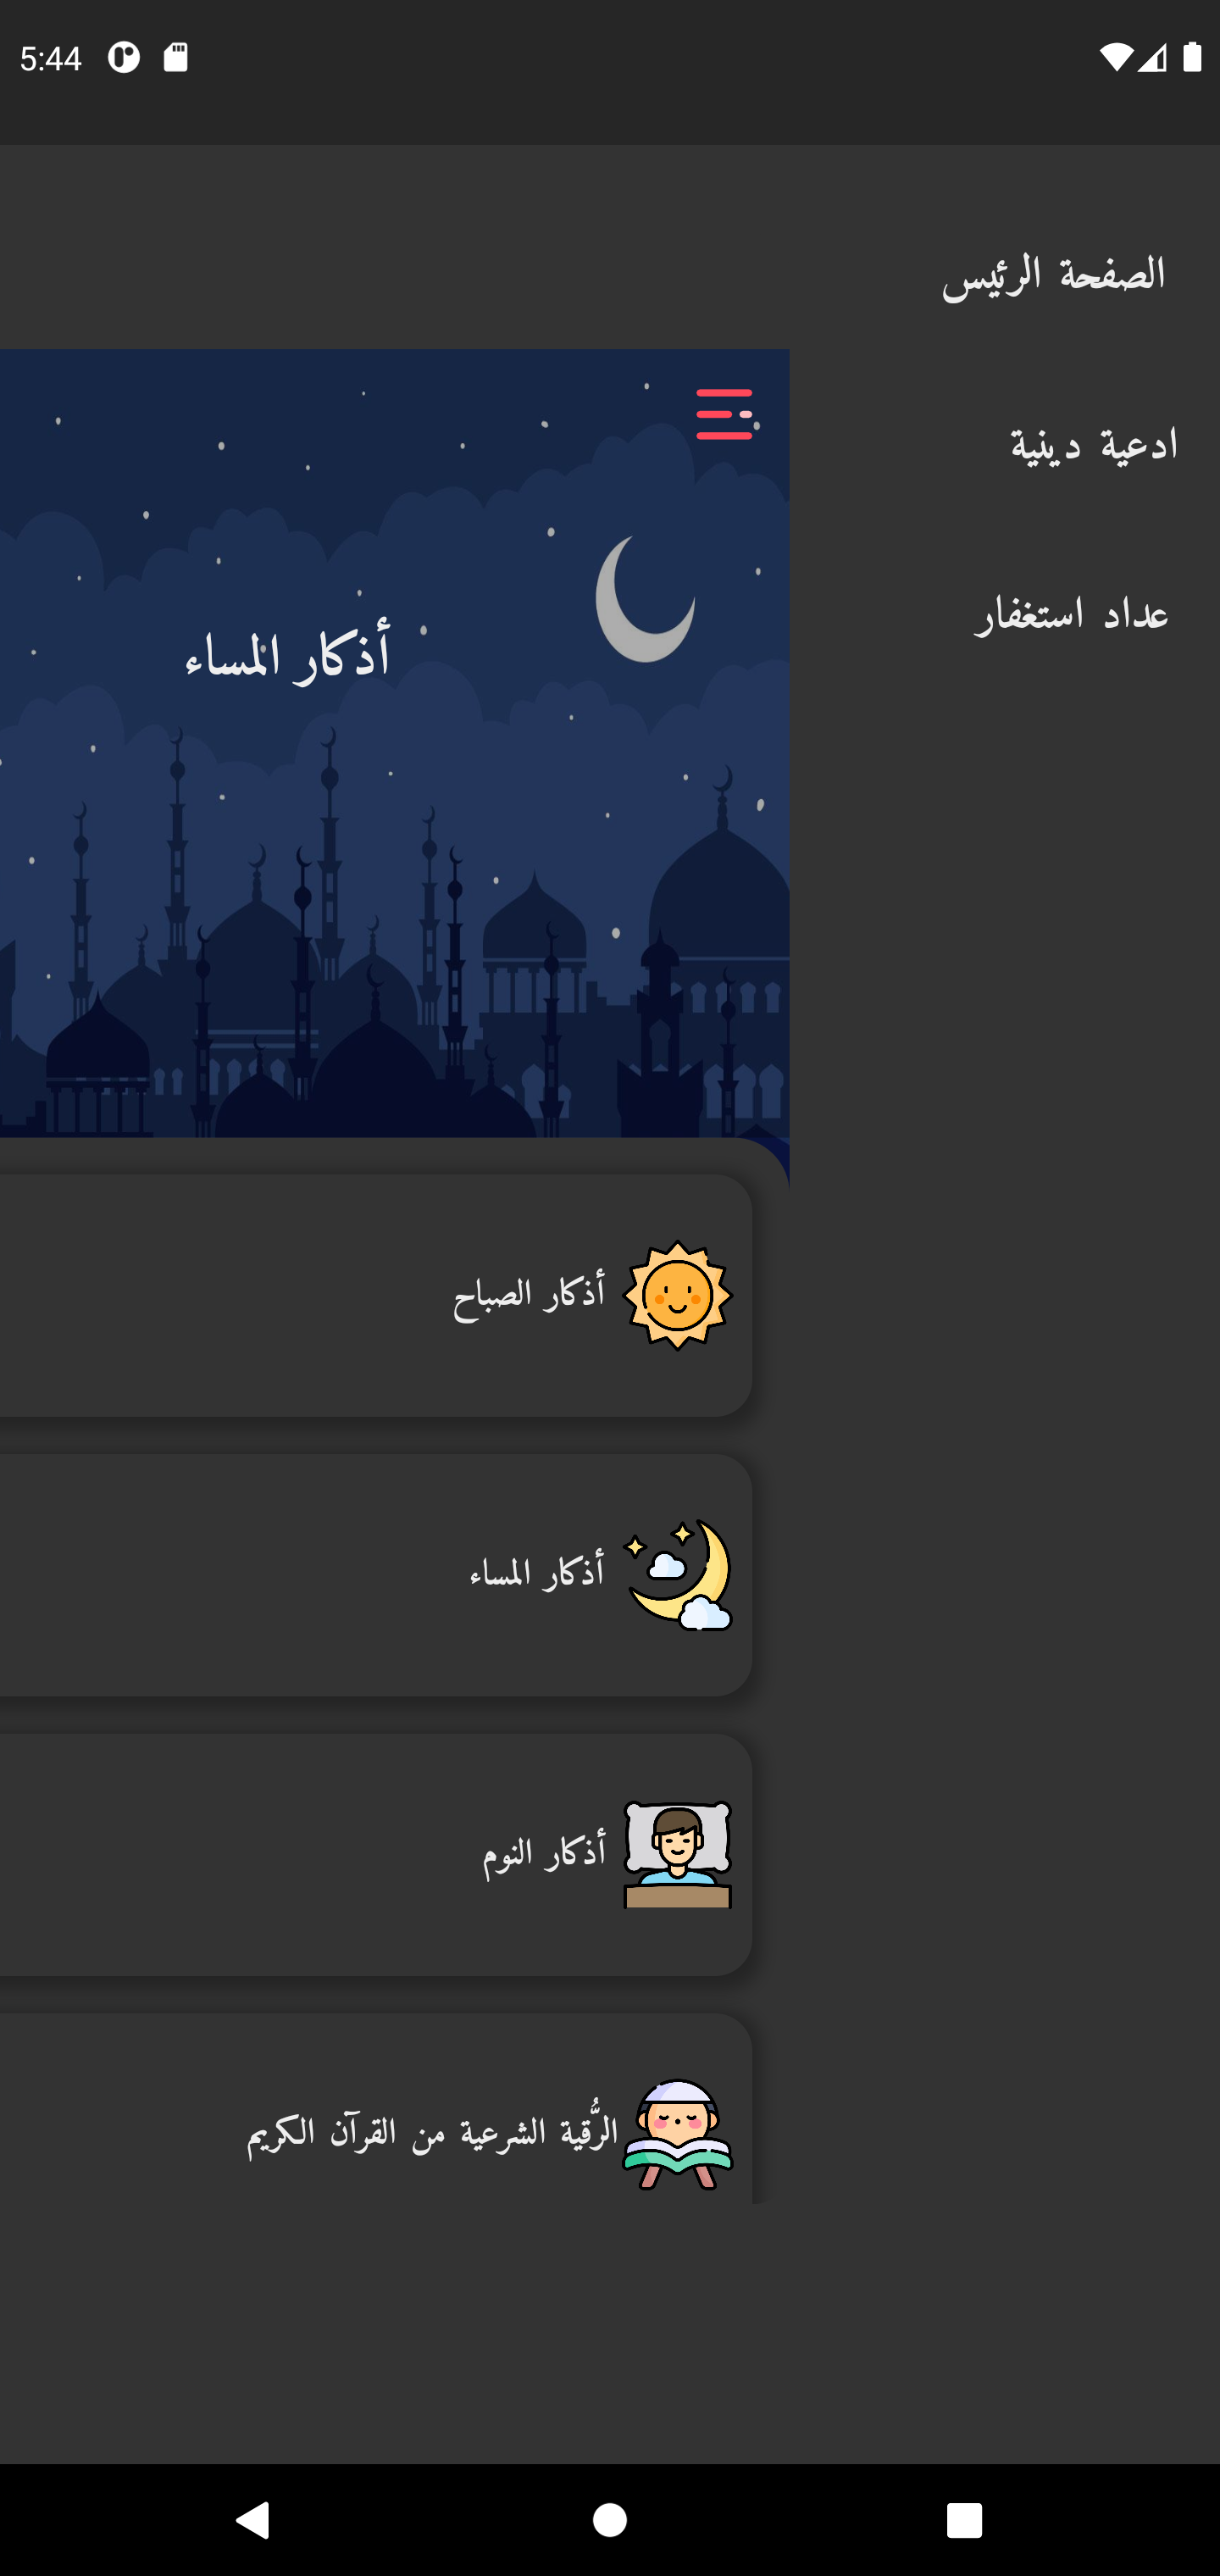 5:44
الصفحة الرئيس
ادعية دينية
عداد استغفار
أذكار المساء
أذكار الصباح
أذكار المساء
أذكار النوم
الرُّقية الشرعية من القرآن الكريم